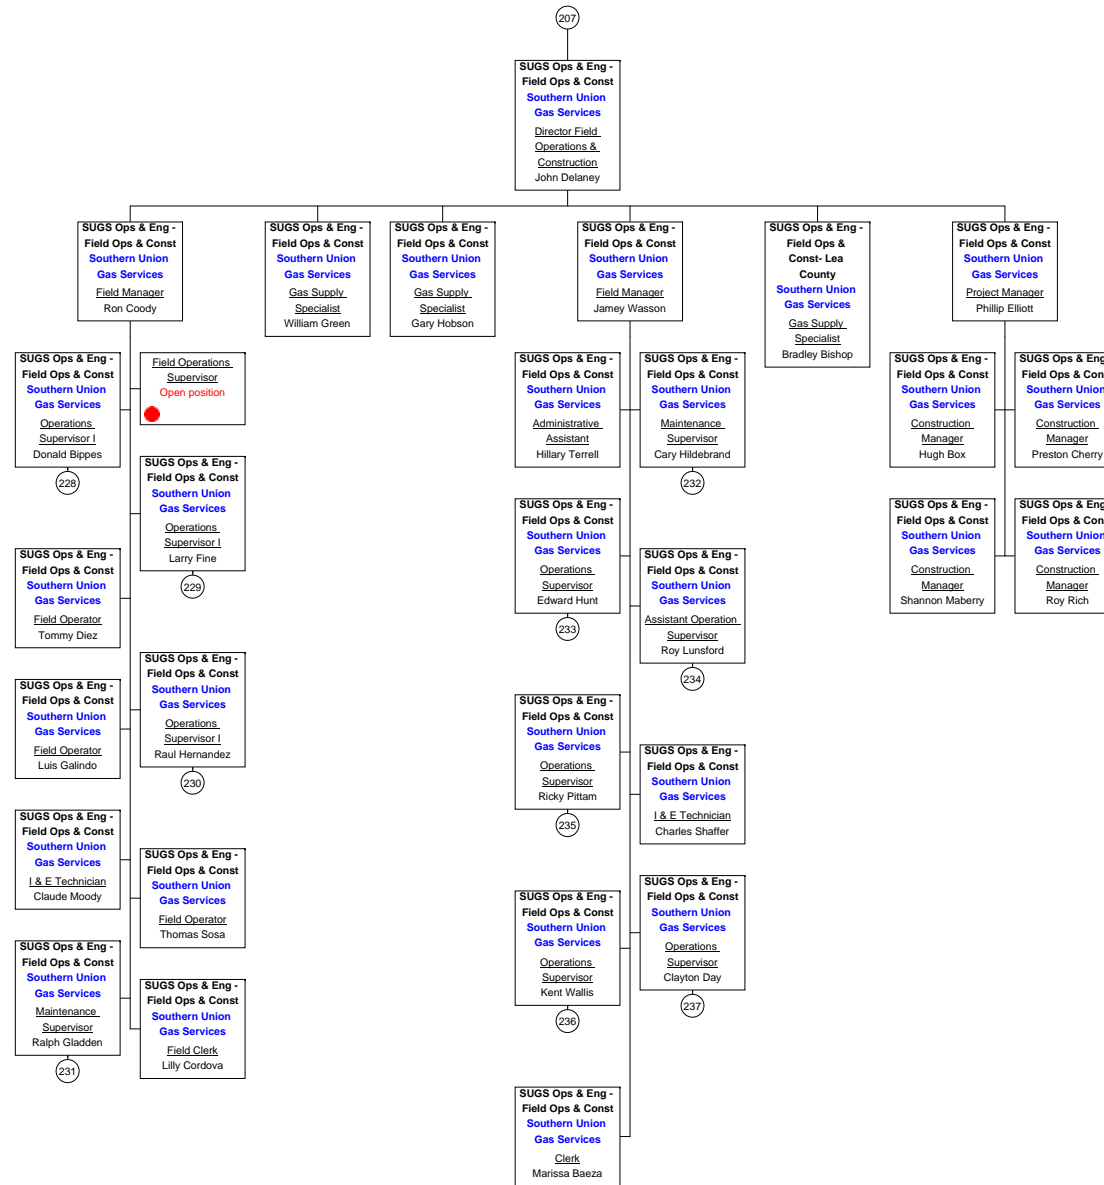 207
SUGS Ops & Eng -
Field Ops & Const
Southern Union
Gas Services
Director Field
Operations &
Construction
John Delaney
SUGS Ops & Eng -
Field Ops & Const
Southern Union
Gas Services
Field Manager
Ron Coody
SUGS Ops & Eng -
Field Ops & Const
Southern Union
Gas Services
Gas Supply
Specialist
William Green
SUGS Ops & Eng -
Field Ops & Const
Southern Union
Gas Services
Gas Supply
Specialist
Gary Hobson
SUGS Ops & Eng -
Field Ops & Const
Southern Union
Gas Services
Field Manager
Jamey Wasson
SUGS Ops & Eng -
Field Ops &
Const- Lea
County
Southern Union
Gas Services
Gas Supply
Specialist
Bradley Bishop
SUGS Ops & Eng -
Field Ops & Const
Southern Union
Gas Services
Project Manager
Phillip Elliott
SUGS Ops & Eng -
Field Ops & Const
Southern Union
Gas Services
Operations
Supervisor I
Donald Bippes
228
Field Operations
Supervisor
Open position
SUGS Ops & Eng -
Field Ops & Const
Southern Union
Gas Services
Operations
Supervisor I
Larry Fine
229
SUGS Ops & Eng -
Field Ops & Const
Southern Union
Gas Services
Field Operator
Tommy Diez
SUGS Ops & Eng -
Field Ops & Const
Southern Union
Gas Services
Operations
Supervisor I
Raul Hernandez
230
SUGS Ops & Eng -
Field Ops & Const
Southern Union
Gas Services
Field Operator
Luis Galindo
SUGS Ops & Eng -
Field Ops & Const
Southern Union
Gas Services
I & E Technician
Claude Moody
SUGS Ops & Eng -
Field Ops & Const
Southern Union
Gas Services
Field Operator
Thomas Sosa
SUGS Ops & Eng -
Field Ops & Const
Southern Union
Gas Services
Maintenance
Supervisor
Ralph Gladden
231
SUGS Ops & Eng -
Field Ops & Const
Southern Union
Gas Services
Field Clerk
Lilly Cordova
SUGS Ops & Eng -
Field Ops & Const
Southern Union
Gas Services
Administrative
Assistant
Hillary Terrell
SUGS Ops & Eng -
Field Ops & Const
Southern Union
Gas Services
Maintenance
Supervisor
Cary Hildebrand
232
SUGS Ops & Eng -
Field Ops & Const
Southern Union
Gas Services
Operations
Supervisor
Edward Hunt
233
SUGS Ops & Eng -
Field Ops & Const
Southern Union
Gas Services
Assistant Operation
Supervisor
Roy Lunsford
234
SUGS Ops & Eng -
Field Ops & Const
Southern Union
Gas Services
Operations
Supervisor
Ricky Pittam
235
SUGS Ops & Eng -
Field Ops & Const
Southern Union
Gas Services
I & E Technician
Charles Shaffer
SUGS Ops & Eng -
Field Ops & Const
Southern Union
Gas Services
Operations
Supervisor
Kent Wallis
236
SUGS Ops & Eng -
Field Ops & Const
Southern Union
Gas Services
Operations
Supervisor
Clayton Day
237
SUGS Ops & Eng -
Field Ops & Const
Southern Union
Gas Services
Clerk
Marissa Baeza
SUGS Ops & Eng -
Field Ops & Const
Southern Union
Gas Services
Construction
Manager
Hugh Box
SUGS Ops & Eng
Field Ops & Con
Southern Union
Gas Services
Construction
Manager
Preston Cherry
SUGS Ops & Eng -
Field Ops & Const
Southern Union
Gas Services
Construction
Manager
Shannon Maberry
SUGS Ops & Eng
Field Ops & Con
Southern Union
Gas Services
Construction
Manager
Roy Rich